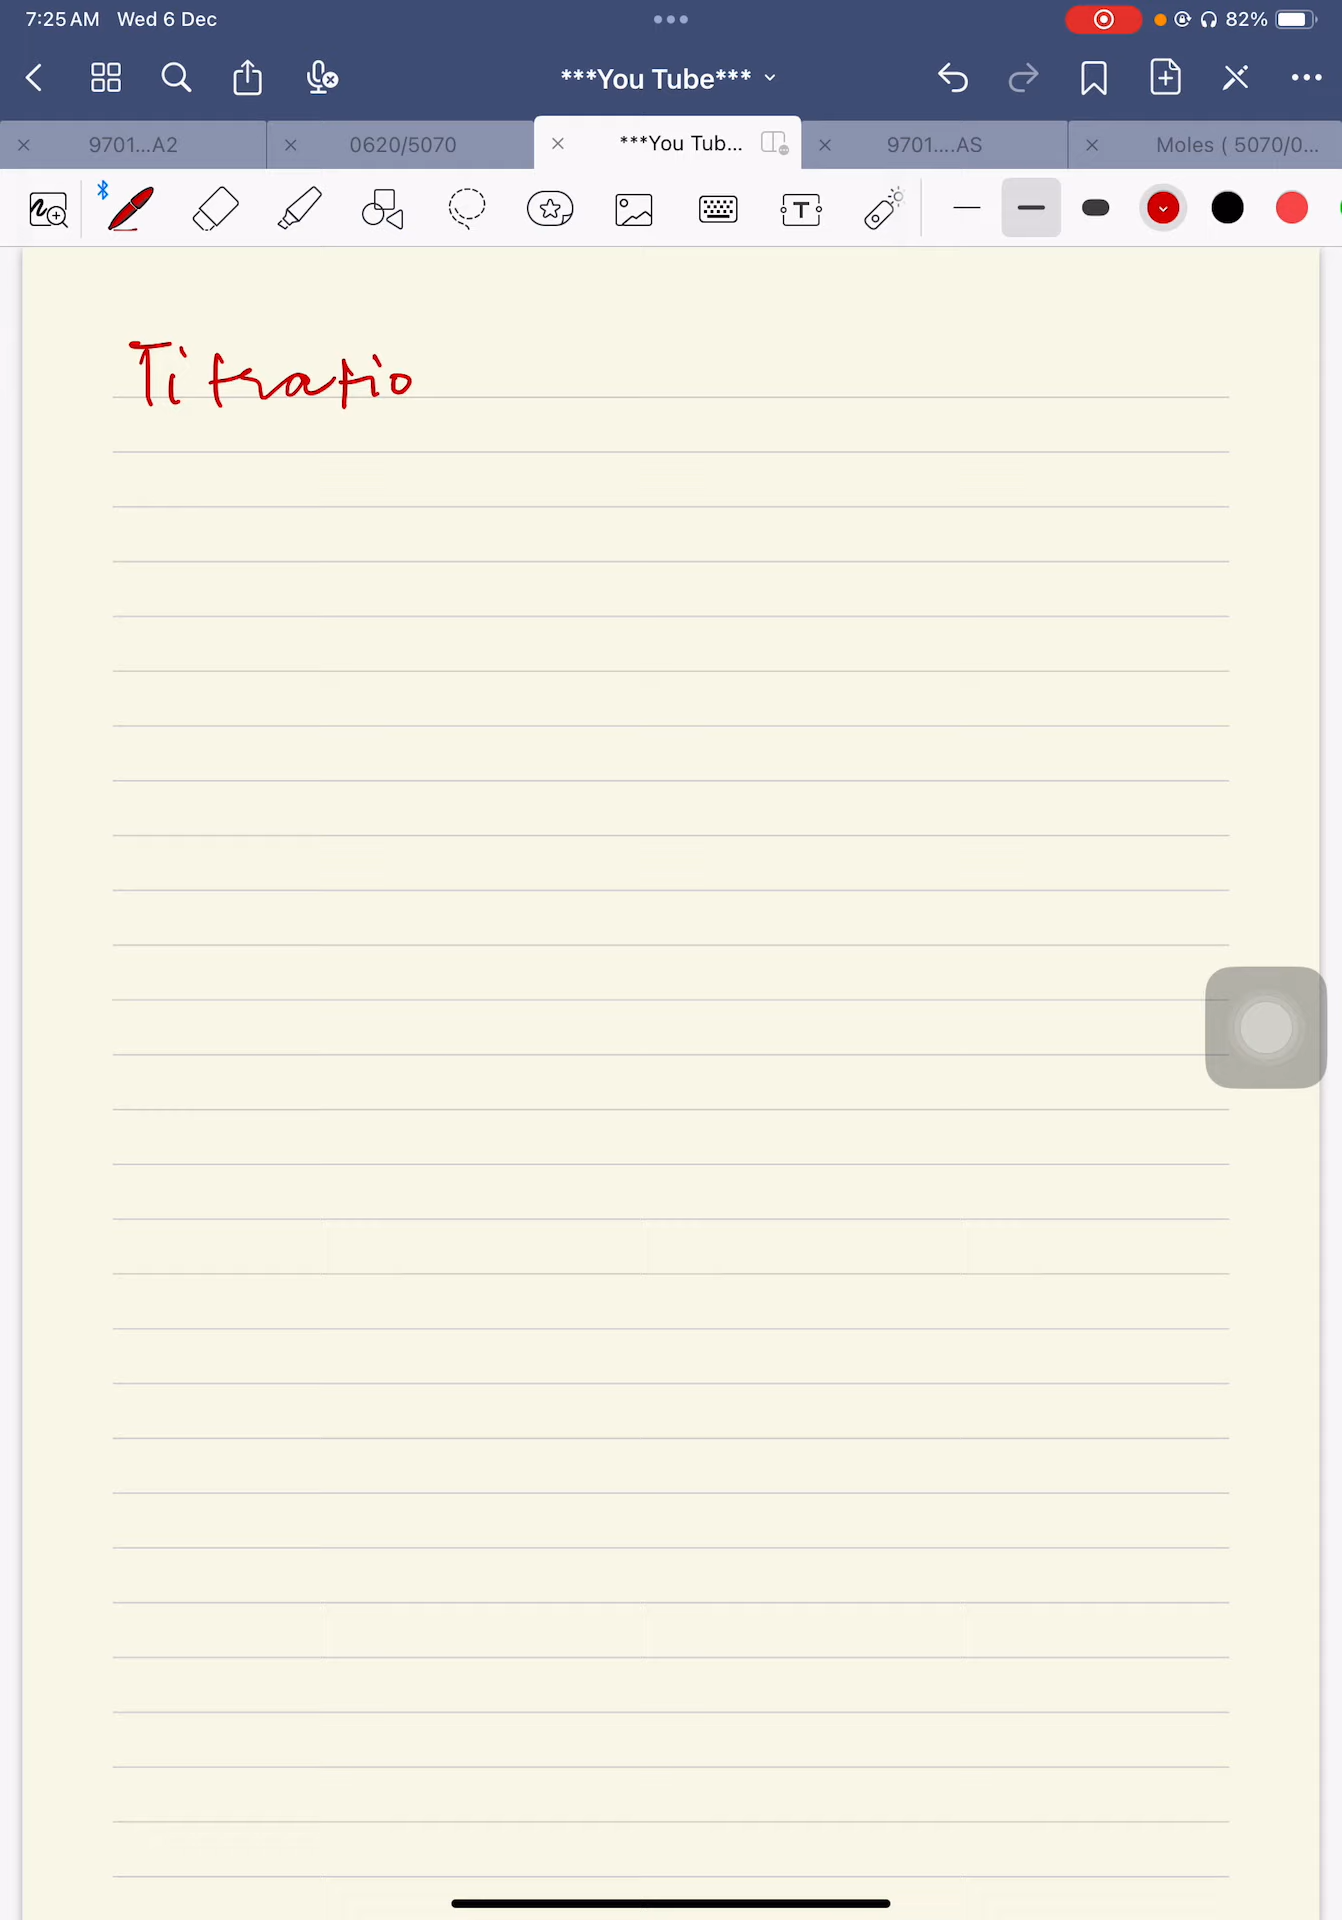 7:25 AM Wed 6 Dec
82%
***You Tube***
9701...A2
0620/5070
***You Tub...
9701....AS
Moles ( 5070/0...
T
Titratio